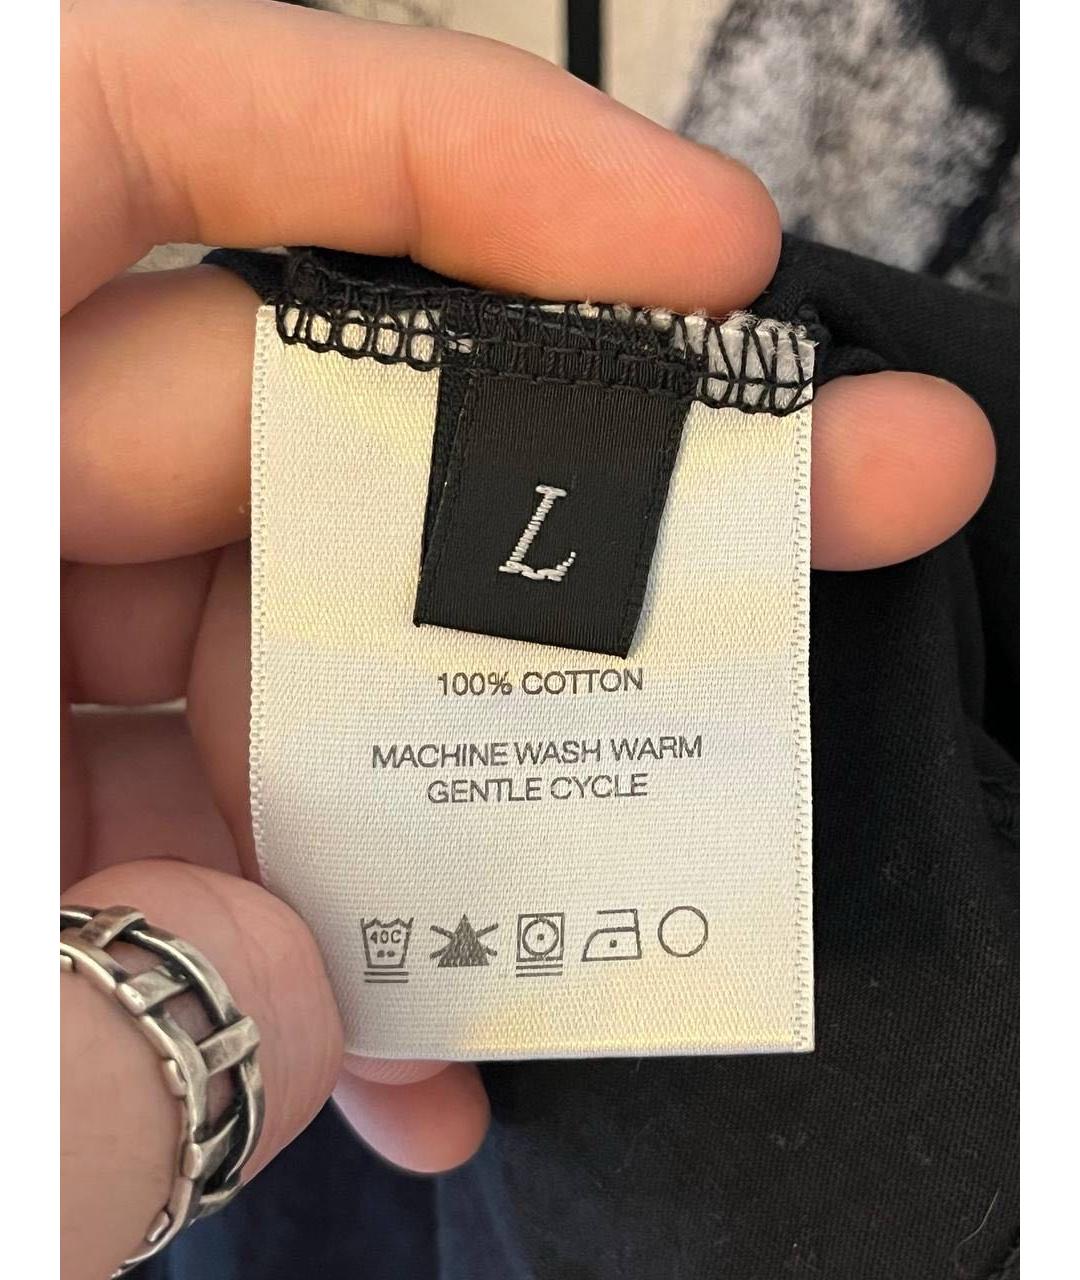 L
100% COTTON
MACHINE WASH WARM
GENTLE CYCLE
40C